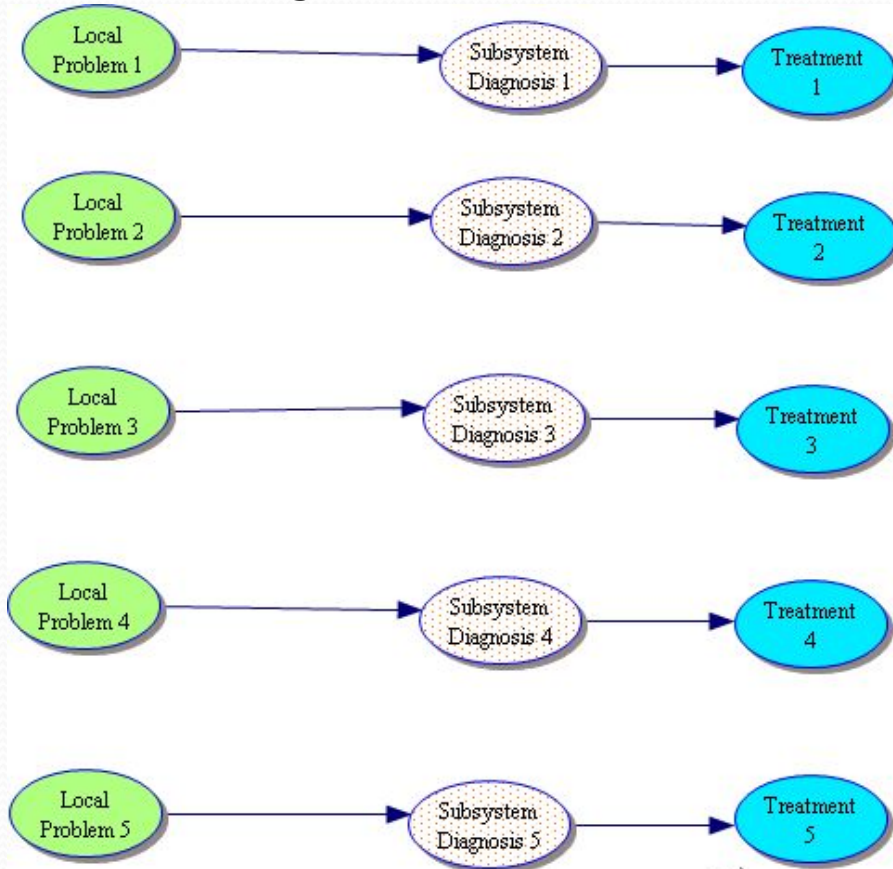 Local
Problem 1
Subsystem
Diagnosis 1
Treatment
1
Local
Problem 2
Subsystem
Diagnosis 2
Treatment
2
Local
Problem 3
Subsystem
Diagnosis 3
Treatment
3
Local
Problem 4
Subsystem
Diagnosis 4
Treatment
4
Local
Problem 5
Subsystem
Diagnosis 5
Treatment
5